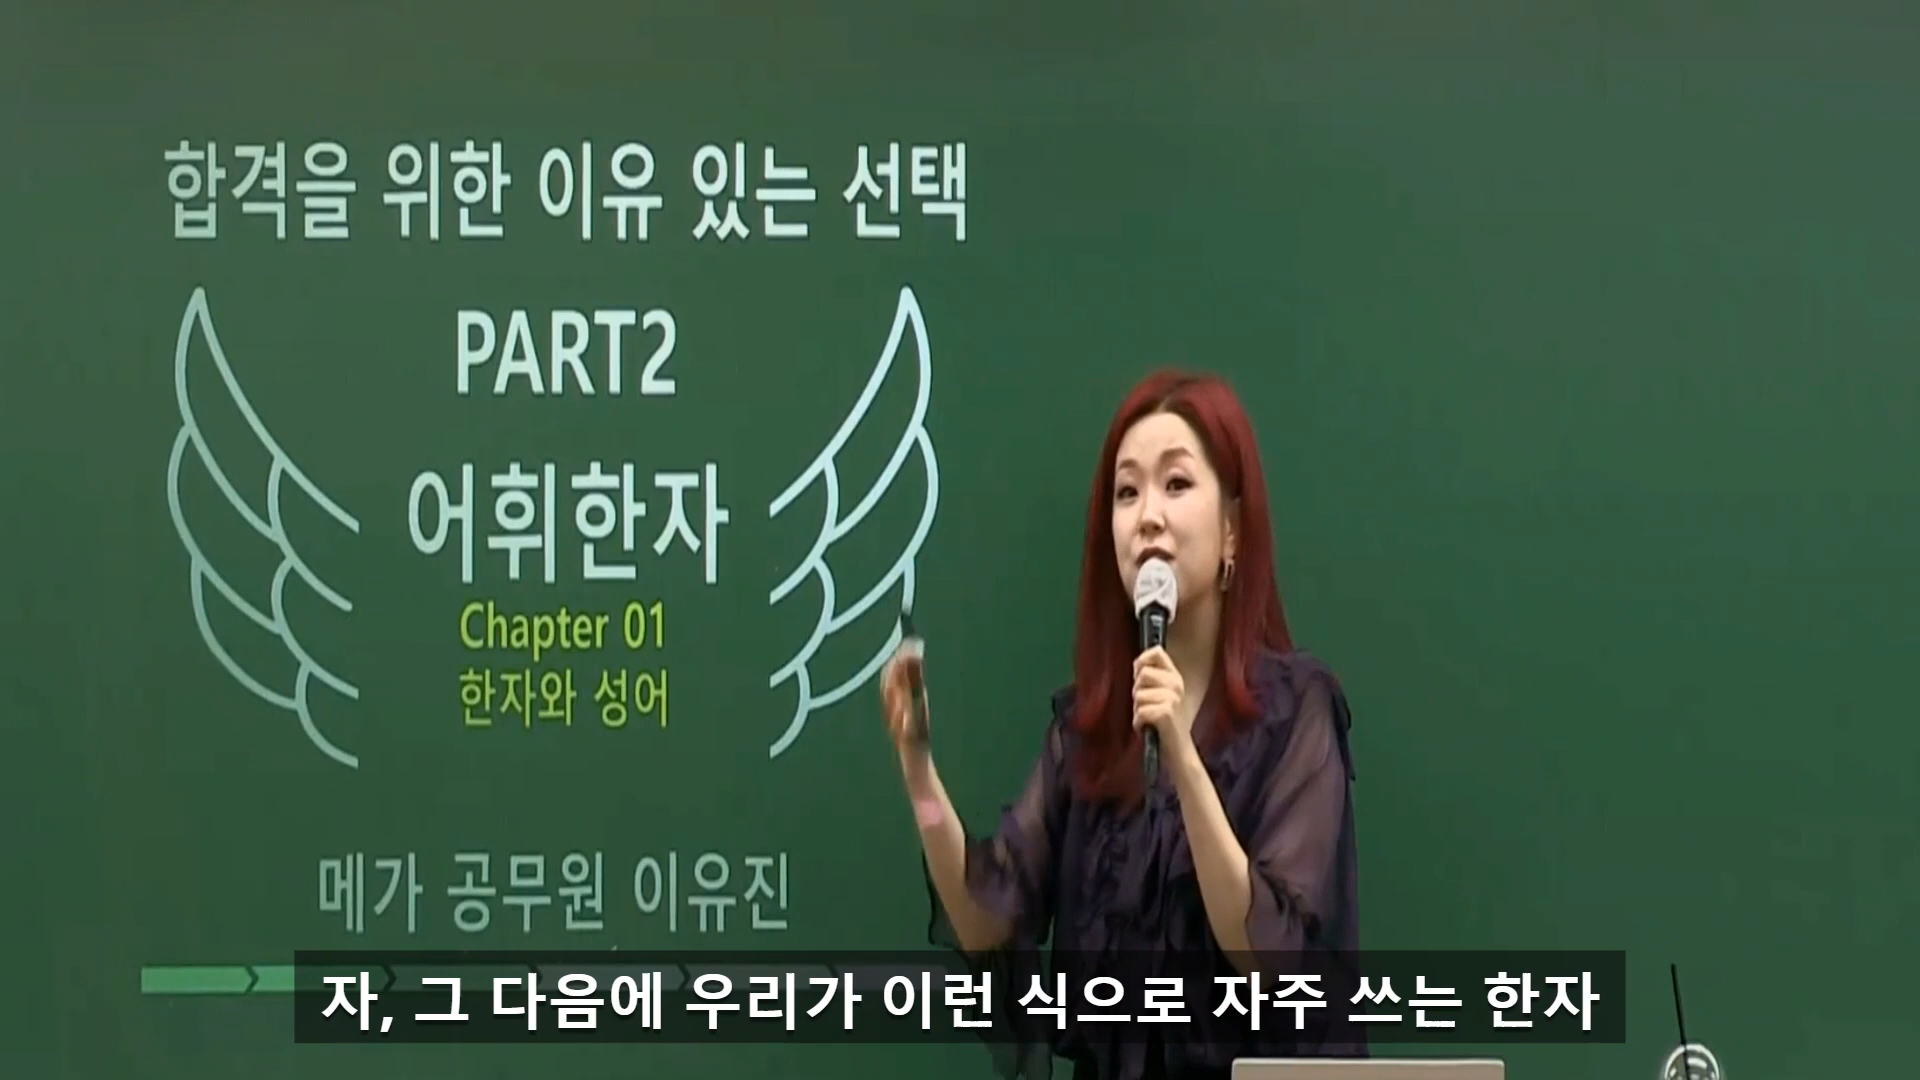 합격을 위한 이유 있는 선택
PART2
어휘한자
Chapter 01
한자와 성어
메가 공무원 이유진
자, 그 다음에 우리가 이런 식으로 자주 쓰는 한자